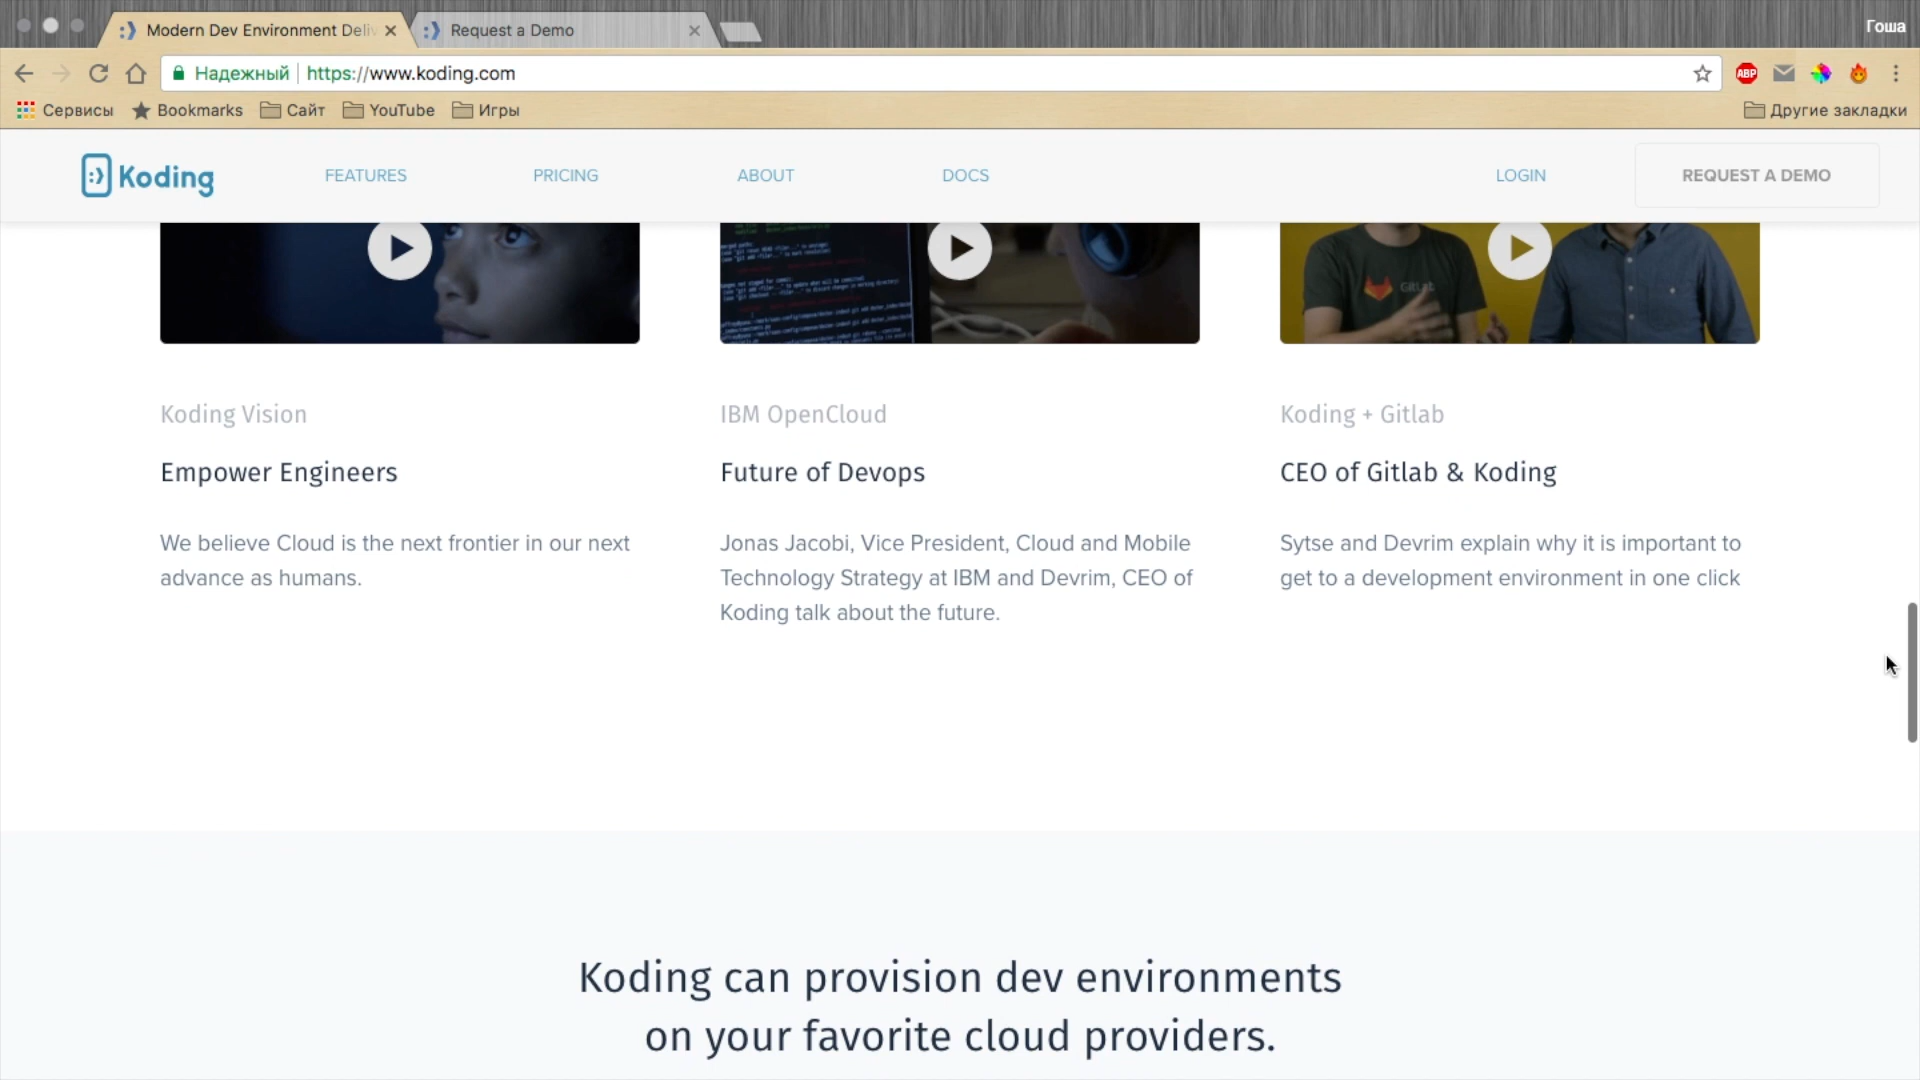 Гоша
Modern Dev Environment Deliv
Request a Demo
Надежный
https://www.koding.com
ABP
Сервисы
Bookmarks
Сайт
YouTube
Игры
Другие закладки
Koding
FEATURES
PRICING
ABOUT
DOCS
LOGIN
REQUEST A DEMO
GitLab
Koding Vision
Empower Engineers
We believe Cloud is the next frontier in our next
advance as humans.
IBM OpenCloud
Future of Devops
Jonas Jacobi, Vice President, Cloud and Mobile
Technology Strategy at IBM and Devrim, CEO of
Koding talk about the future.
Koding + Gitlab
CEO of Gitlab & Koding
Sytse and Devrim explain why it is important to
get to a development environment in one click
Koding can provision dev environments
on your favorite cloud providers.